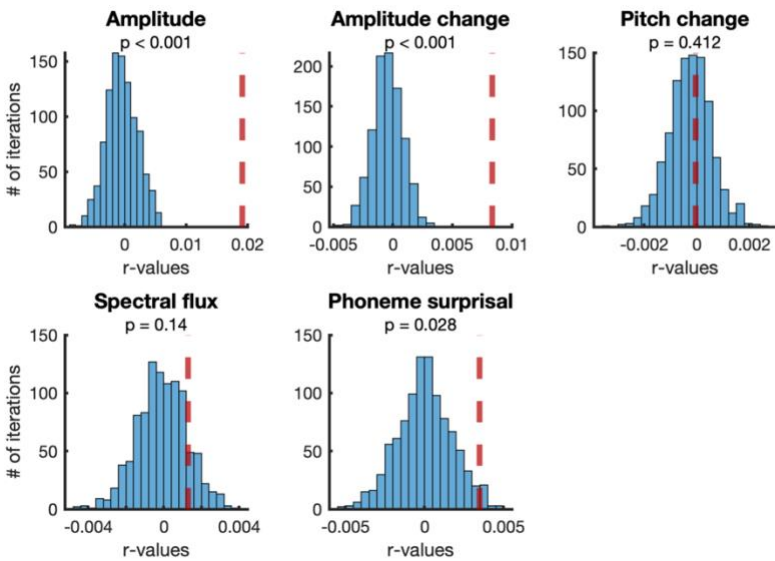 Amplitude
p < 0.001
Amplitude change
p < 0.001
Pitch change
p = 0.412
# of iterations
150
100
50
0
0
0.01
0.02
r-values
200
150
100
50
0
-0.005
0
0.005
0.01
r-values
150
100
50
0
-0.002
0
0.002
r-values
Spectral flux
p = 0.14
Phoneme surprisal
p = 0.028
# of iterations
150
100
50
0
-0.004
0
0.004
r-values
150
100
50
0
-0.005
0
0.005
r-values